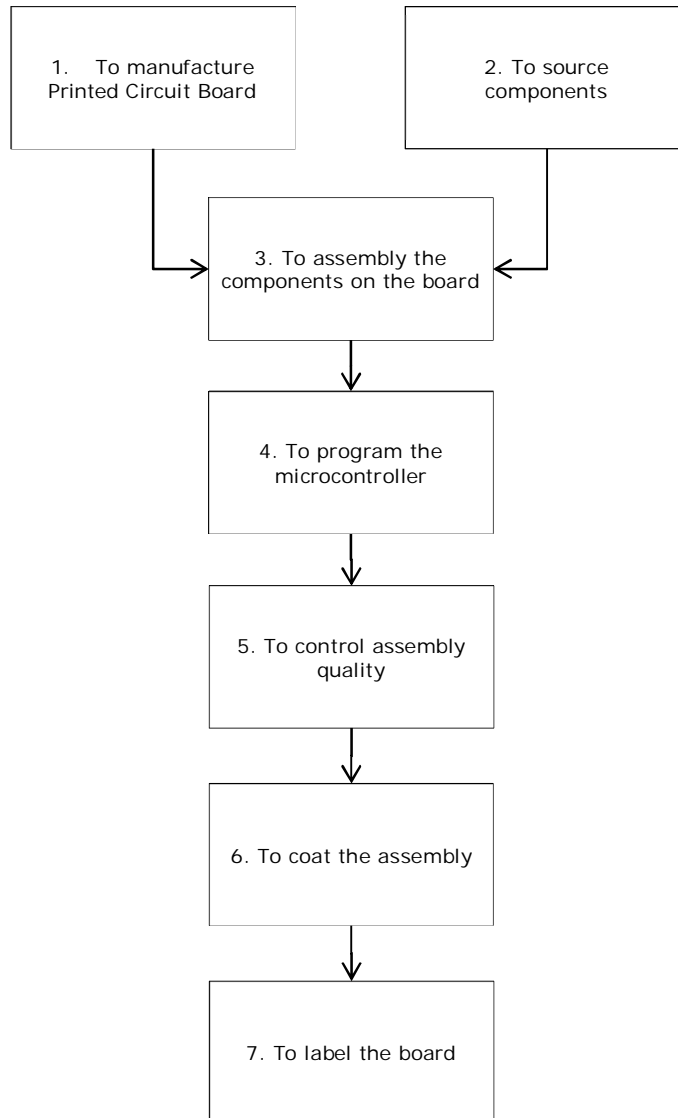 1. To manufacture
Printed Circuit Board
2. To source
components
3. To assembly the
components on the board
4. To program the
microcontroller
5. To control assembly
quality
6. To coat the assembly
7. To label the board